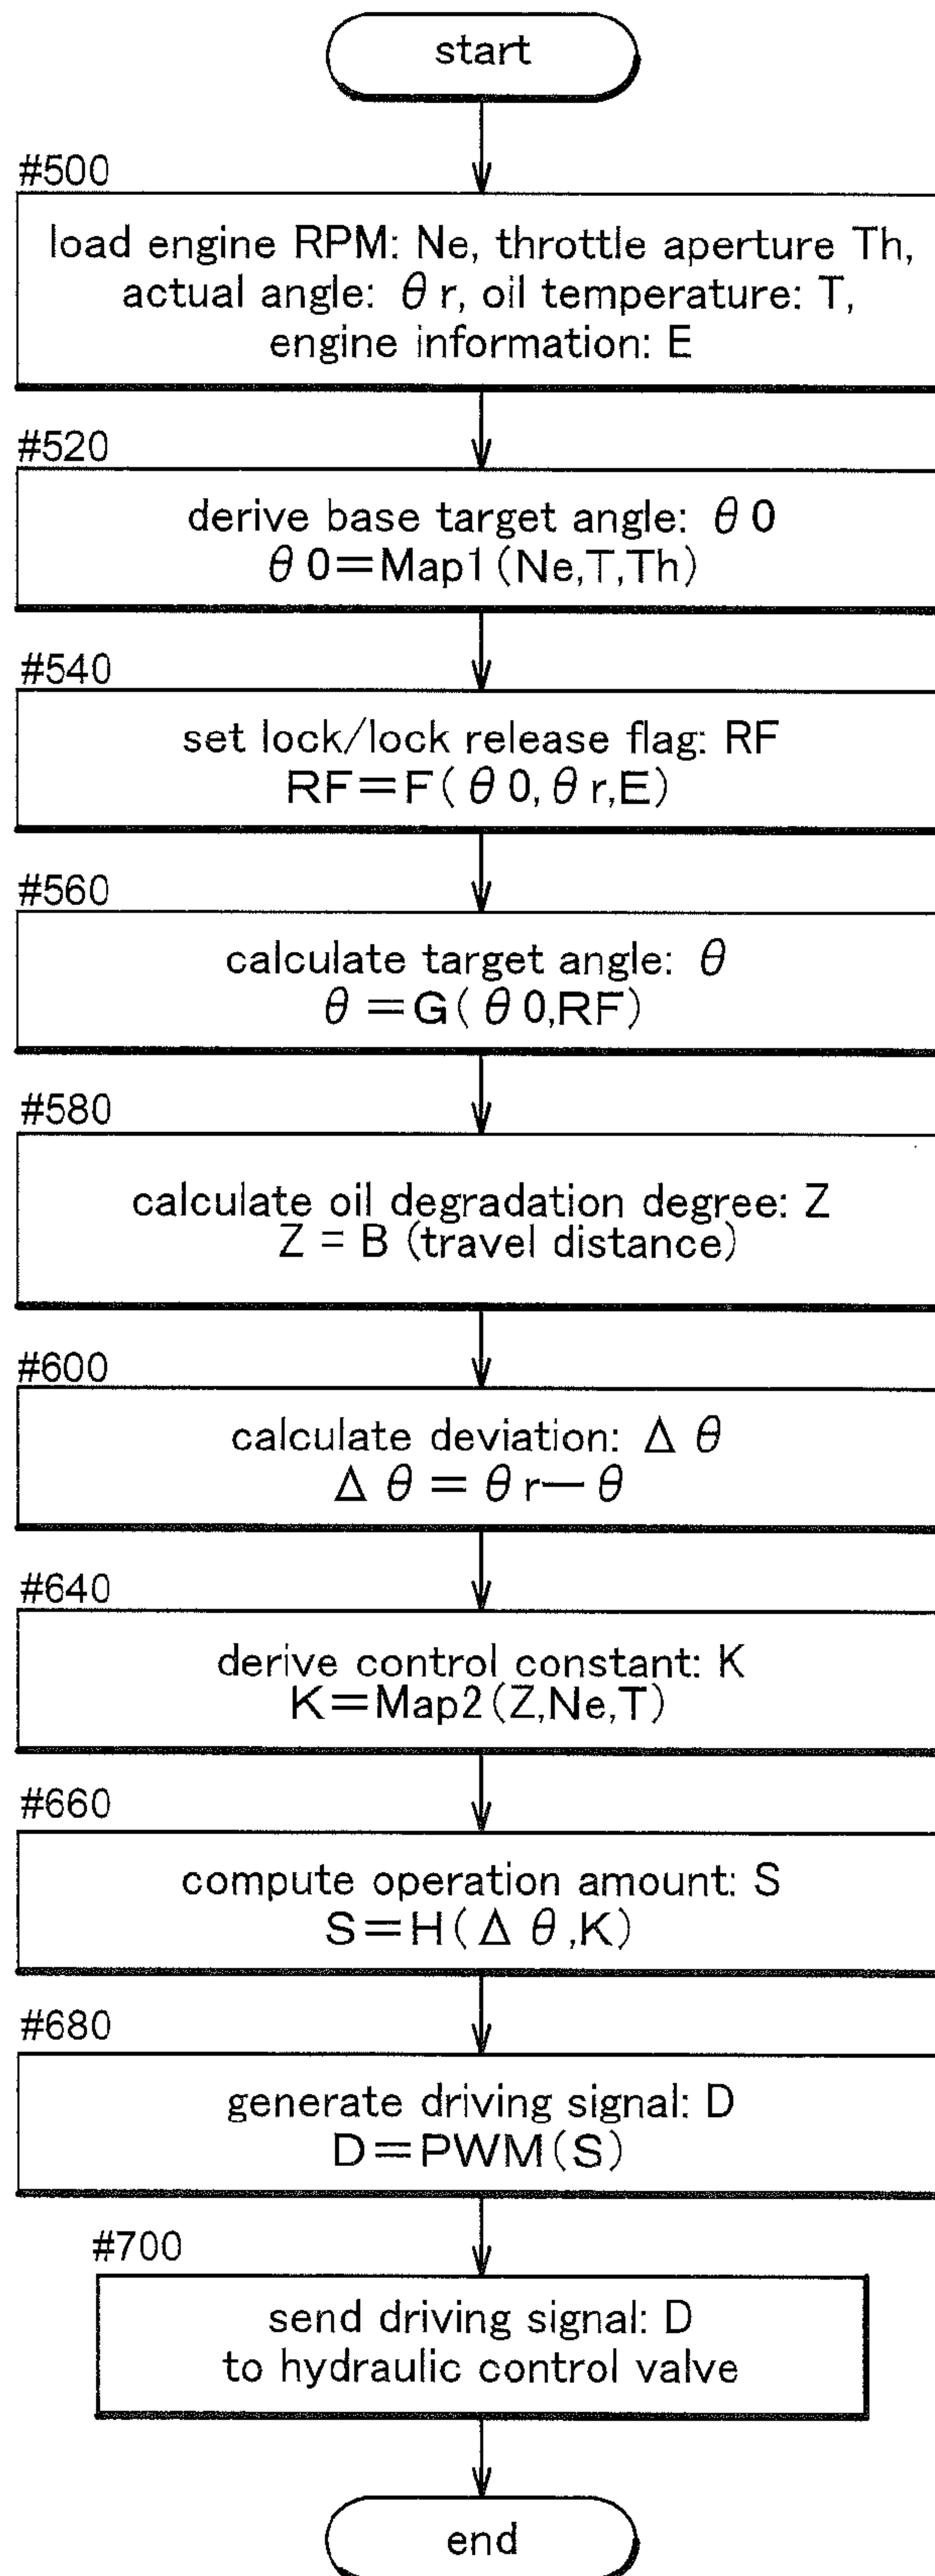 start
#500
load engine RPM: Ne, throttle aperture Th,
actual angle: θ r, oil temperature: T,
engine information: E
#520
derive base target angle: θ 0
θ 0=Map1(Ne,T,Th)
#540
set lock/lock release flag: RF
RF=F( θ 0, θ r,E)
#560
calculate target angle: θ
θ =G( θ 0,RF)
#580
calculate oil degradation degree: Z
Z = B (travel distance)
#600
calculate deviation: Δ θ
Δ θ = θ r− θ
#640
derive control constant: K
K=Map2(Z,Ne,T)
#660
compute operation amount: S
S=H( Δ θ ,K)
#680
generate driving signal: D
D=PWM(S)
#700
send driving signal: D
to hydraulic control valve
end